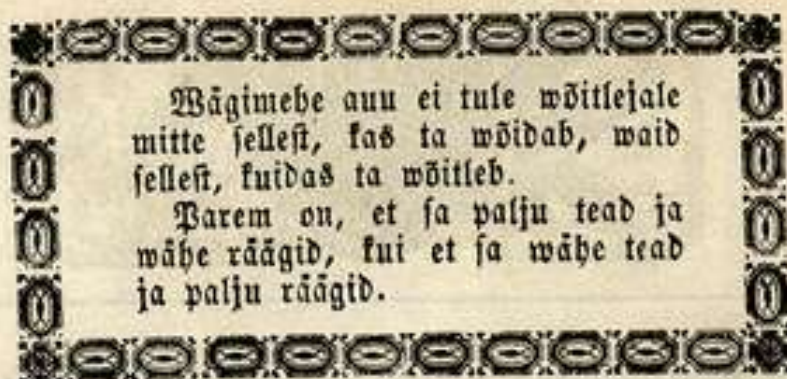 Wägimehe auu ei tule wõitlejale
mitte sellest, kas ta wõidab, waid
sellest, kuidas ta wõitleb.
Parem on, et sa palju tead ja
wähe räägid, kui et sa wähe tead
ja palju räägid.